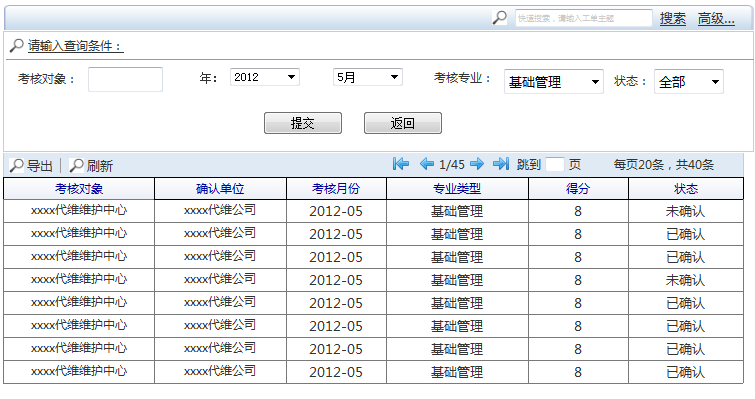 快速搜索，请输入工单主题 搜索 高级...
请输入查询条件：
考核对象： 年： 2012 5月 考核专业： 基础管理 状态： 全部
提交 返回
导出 刷新 1/45 跳到 页 每页20条，共40条
考核对象 确认单位 考核月份 专业类型 得分 状态
xxxx代维维护中心 xxxx代维公司 2012-05 基础管理 8 未确认
xxxx代维维护中心 xxxx代维公司 2012-05 基础管理 8 已确认
xxxx代维维护中心 xxxx代维公司 2012-05 基础管理 8 已确认
xxxx代维维护中心 xxxx代维公司 2012-05 基础管理 8 未确认
xxxx代维维护中心 xxxx代维公司 2012-05 基础管理 8 已确认
xxxx代维维护中心 xxxx代维公司 2012-05 基础管理 8 已确认
xxxx代维维护中心 xxxx代维公司 2012-05 基础管理 8 已确认
xxxx代维维护中心 xxxx代维公司 2012-05 基础管理 8 已确认